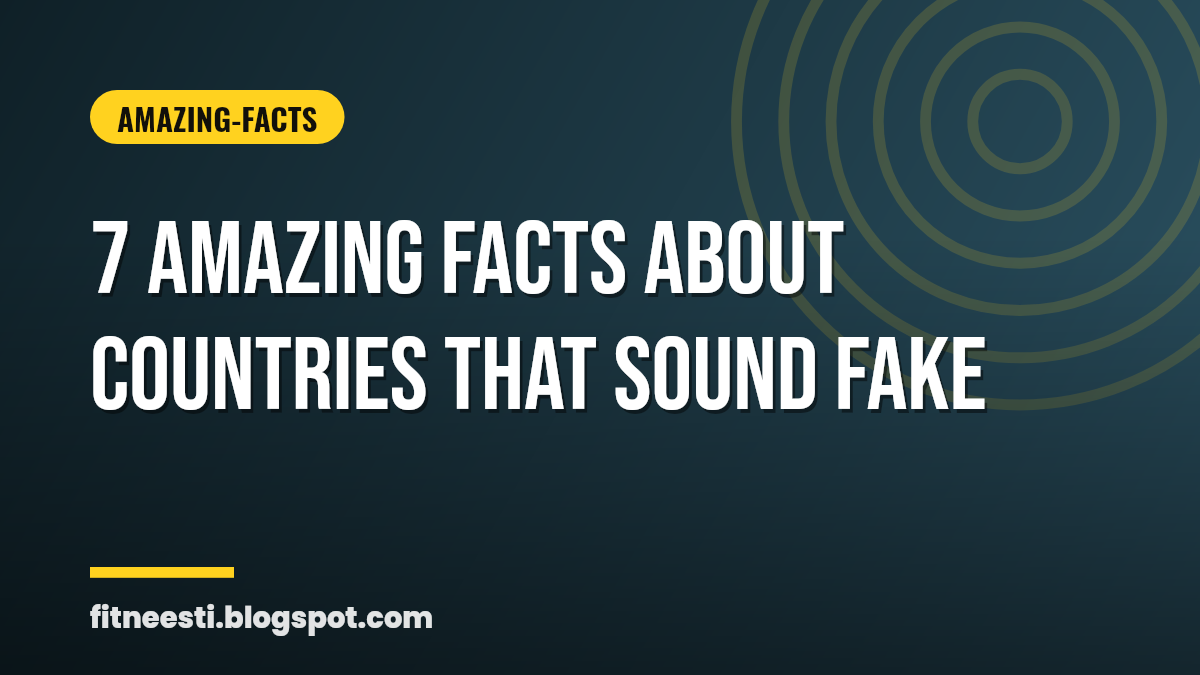 AMAZING-FACTS
7 AMAZING FACTS ABOUT
COUNTRIES THAT SOUND FAKE
fitneesti.blogspot.com